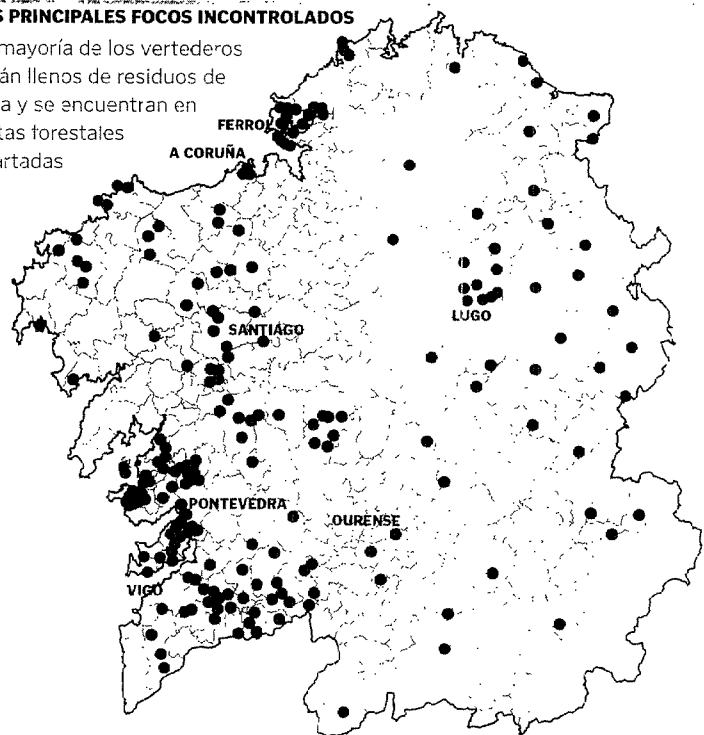 S PRINCIPALES FOCOS INCONTROLADOS
mayoría de los vertederos
án llenos de residuos de
a y se encuentran en
tas forestales
artadas
FERROL
A CORUÑA
SANTIAGO
LUGO
PONTEVEDRA
OURENSE
VIGO